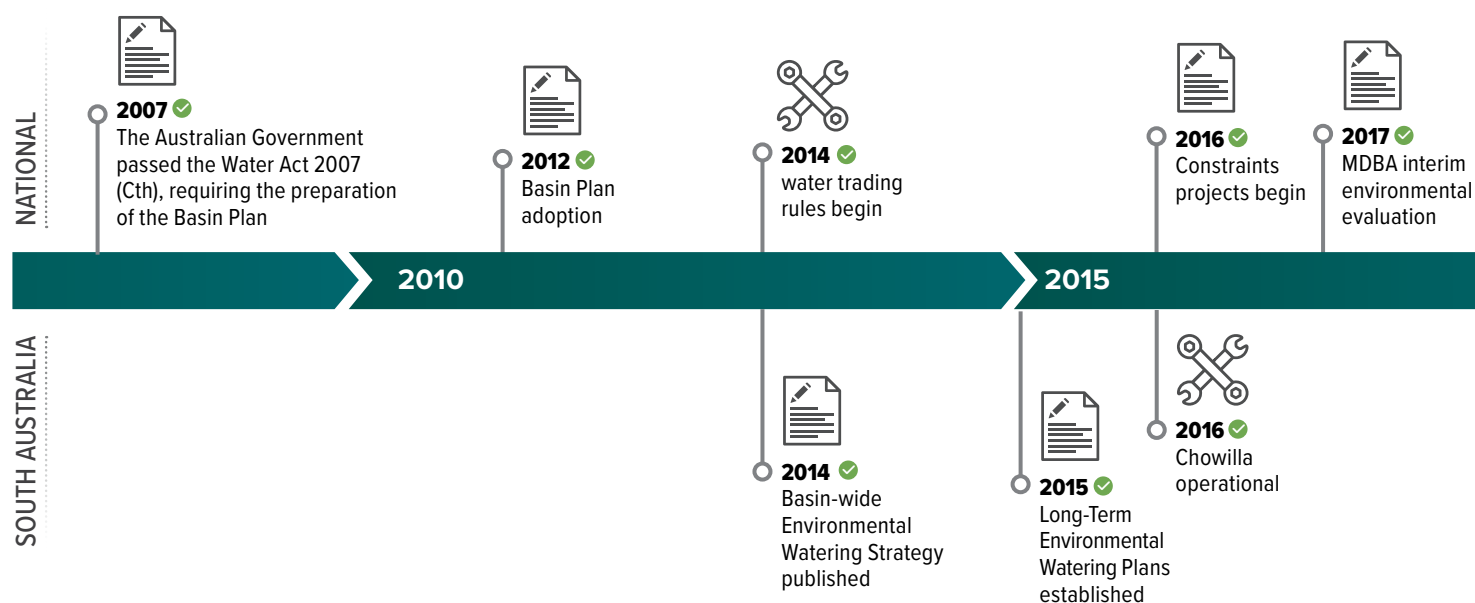 NATIONAL
2007
The Australian Government
passed the Water Act 2007
(Cth), requiring the preparation
of the Basin Plan
2012
Basin Plan
adoption
2014
water trading
rules begin
2016
Constraints
projects begin
2017
MDBA interim
environmental
evaluation
2010
2015
SOUTH AUSTRALIA
2014
Basin-wide
Environmental
Watering Strategy
published
2015
Long-Term
Environmental
Watering Plans
established
2016
Chowilla
operational